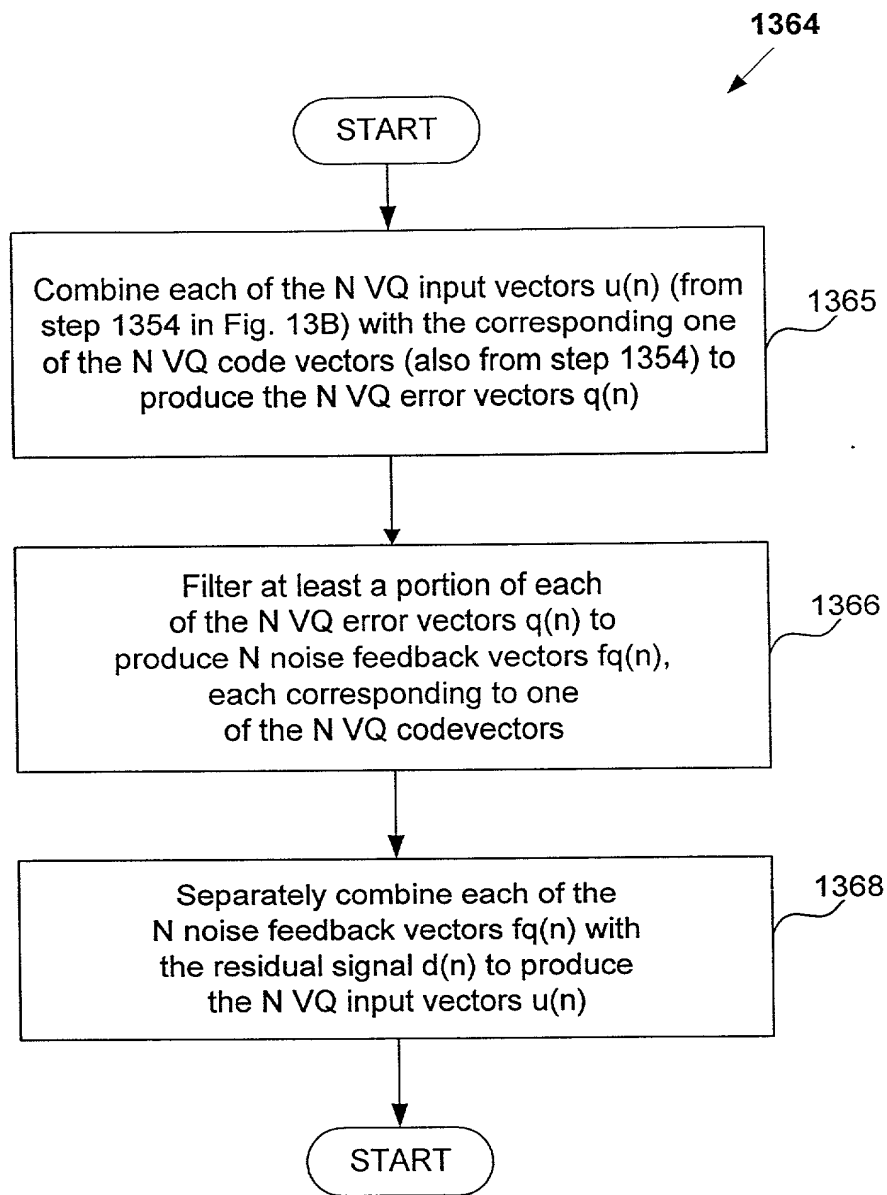 1364
START
Combine each of the N VQ input vectors u(n) (from
step 1354 in Fig. 13B) with the corresponding one
of the N VQ code vectors (also from step 1354) to
produce the N VQ error vectors q(n)
1365
Filter at least a portion of each
of the N VQ error vectors q(n) to
produce N noise feedback vectors fq(n),
each corresponding to one
of the N VQ codevectors
1366
Separately combine each of the
N noise feedback vectors fq(n) with
the residual signal d(n) to produce
the N VQ input vectors u(n)
1368
START